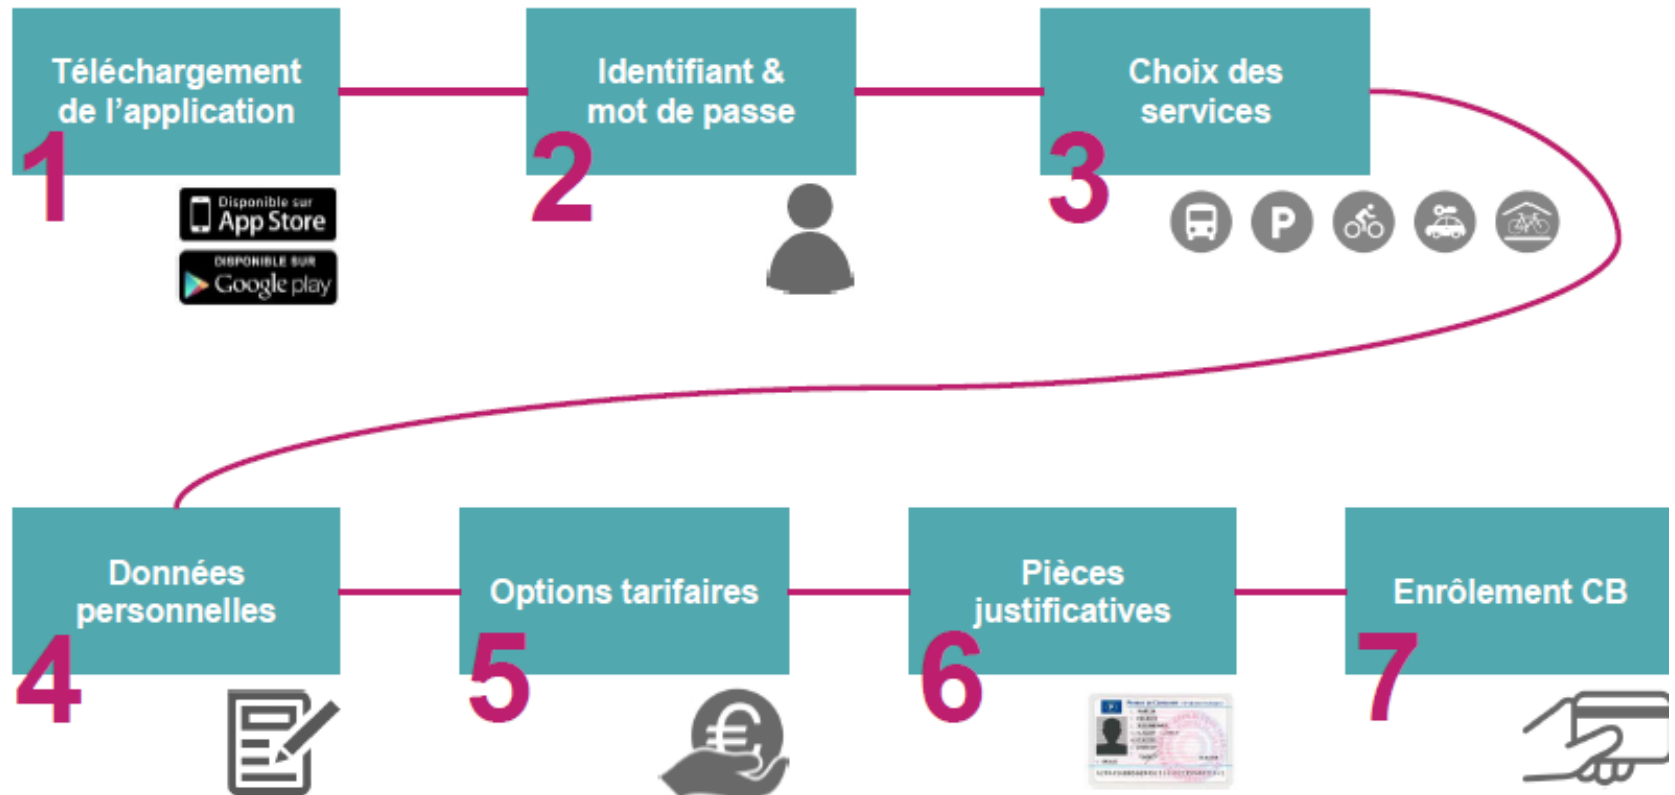 Téléchargement
de l'application
1
Disponible sur
App Store
DISPONIBLE SUR
Google play
Identifiant &
mot de passe
2
Choix des
services
3
P
Données
personnelles
4
Options tarifaires
5
€
Pièces
justificatives
6
Enrôlement CB
7